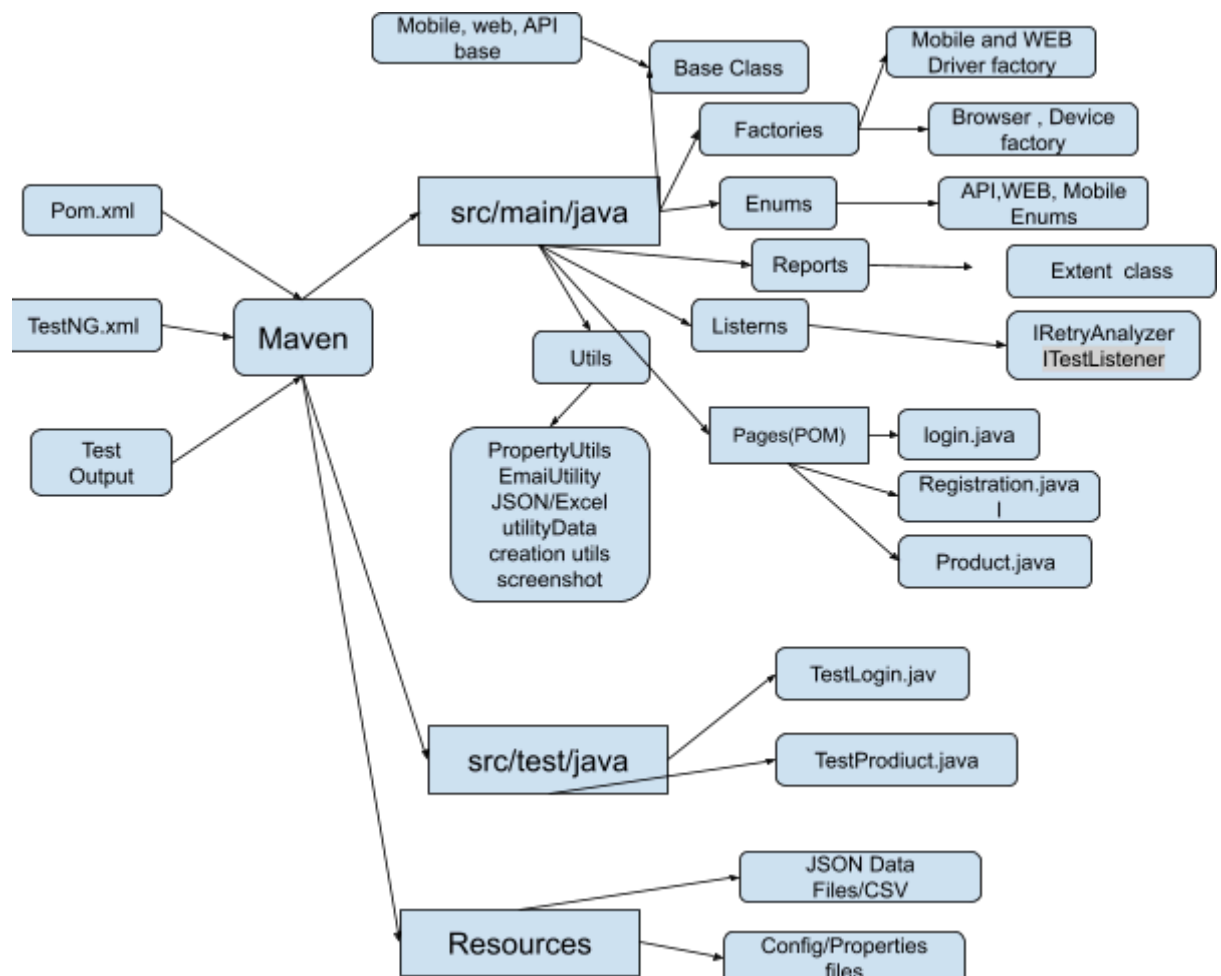 Mobile, web, API
base
Base Class
Mobile and WEB
Driver factory
Factories
Browser , Device
factory
Pom.xml
src/main/java
Enums
API,WEB, Mobile
Enums
Reports
Extent class
TestNG.xml
Maven
Listerns
IRetryAnalyzer
ITestListener
Utils
Test
Output
PropertyUtils
EmaiUtility
JSON/Excel
utilityData
creation utils
screenshot
Pages(POM)
login.java
Registration.java
|
Product.java
TestLogin.jav
src/test/java
TestProdiuct.java
JSON Data
Files/CSV
Resources
Config/Properties
files